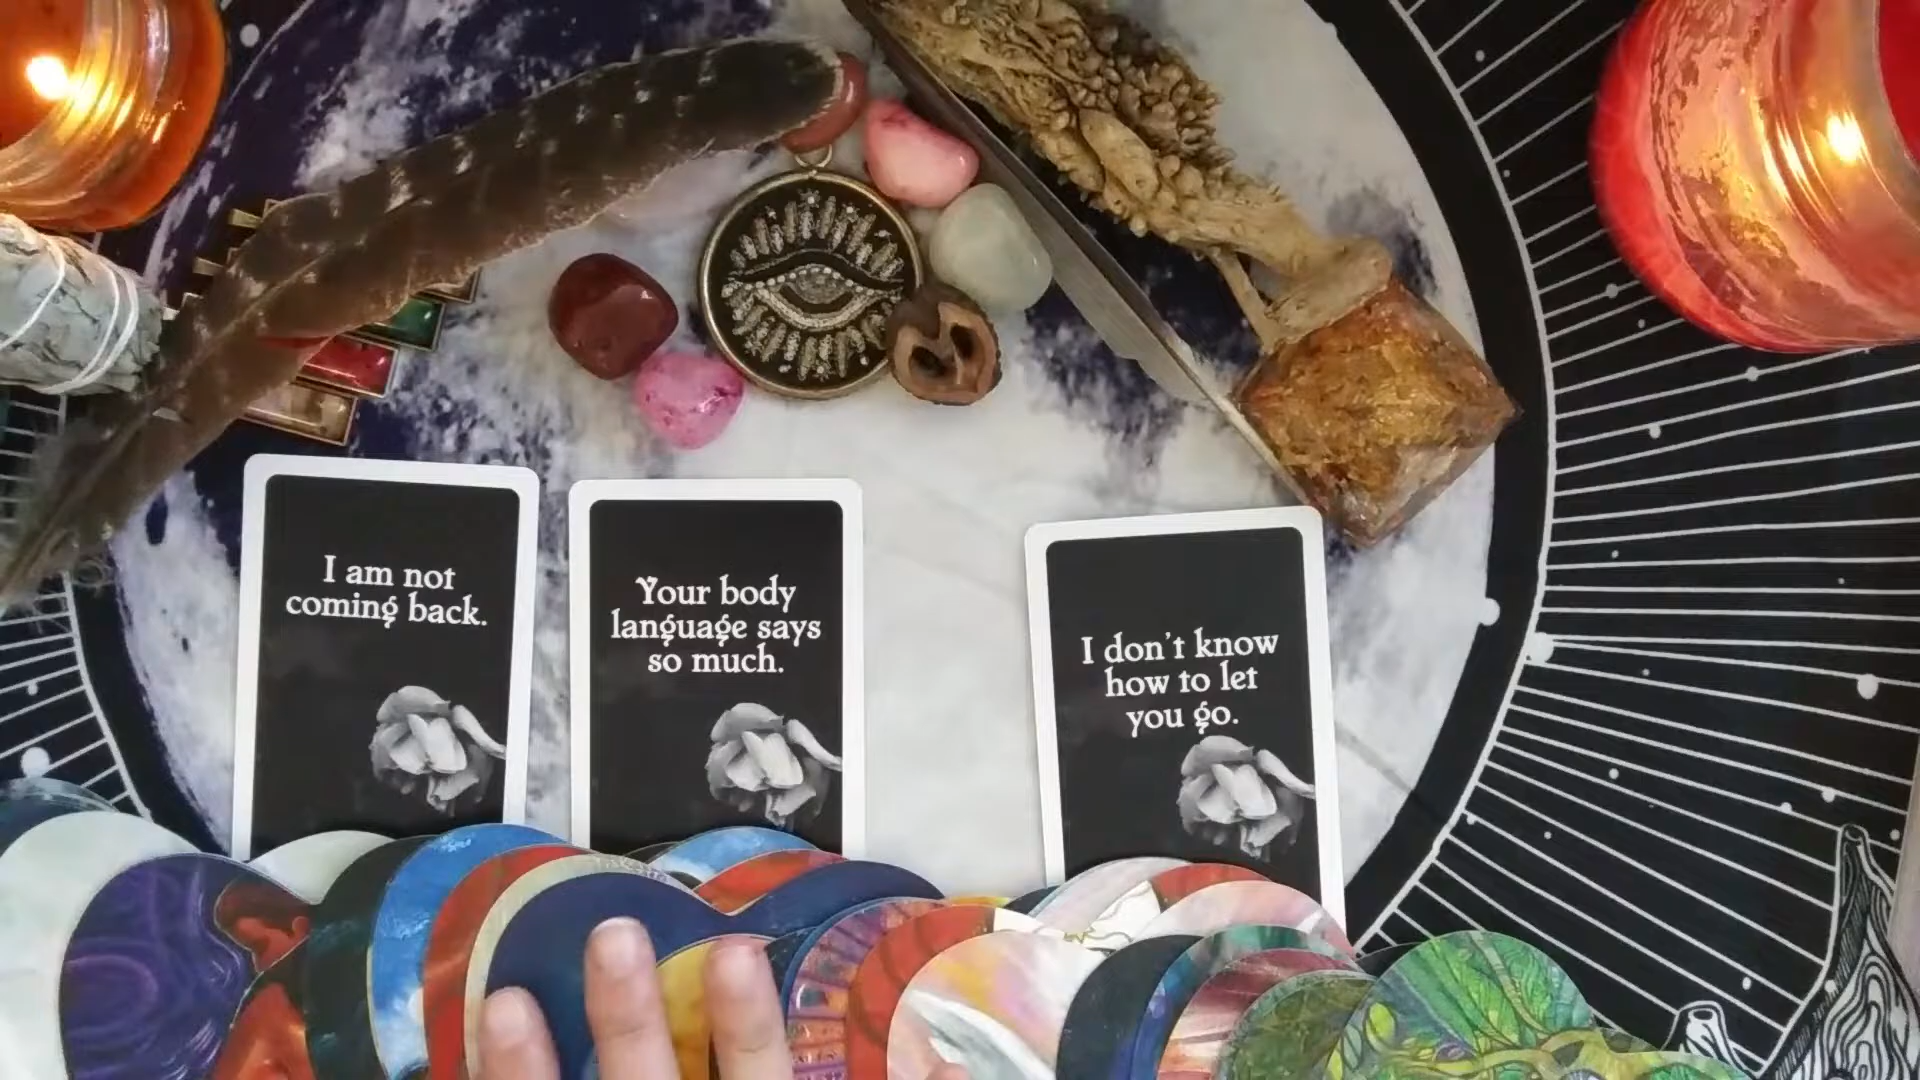 I am not
coming back.
Your body
language says
so much.
I don't know
how to let
you go.